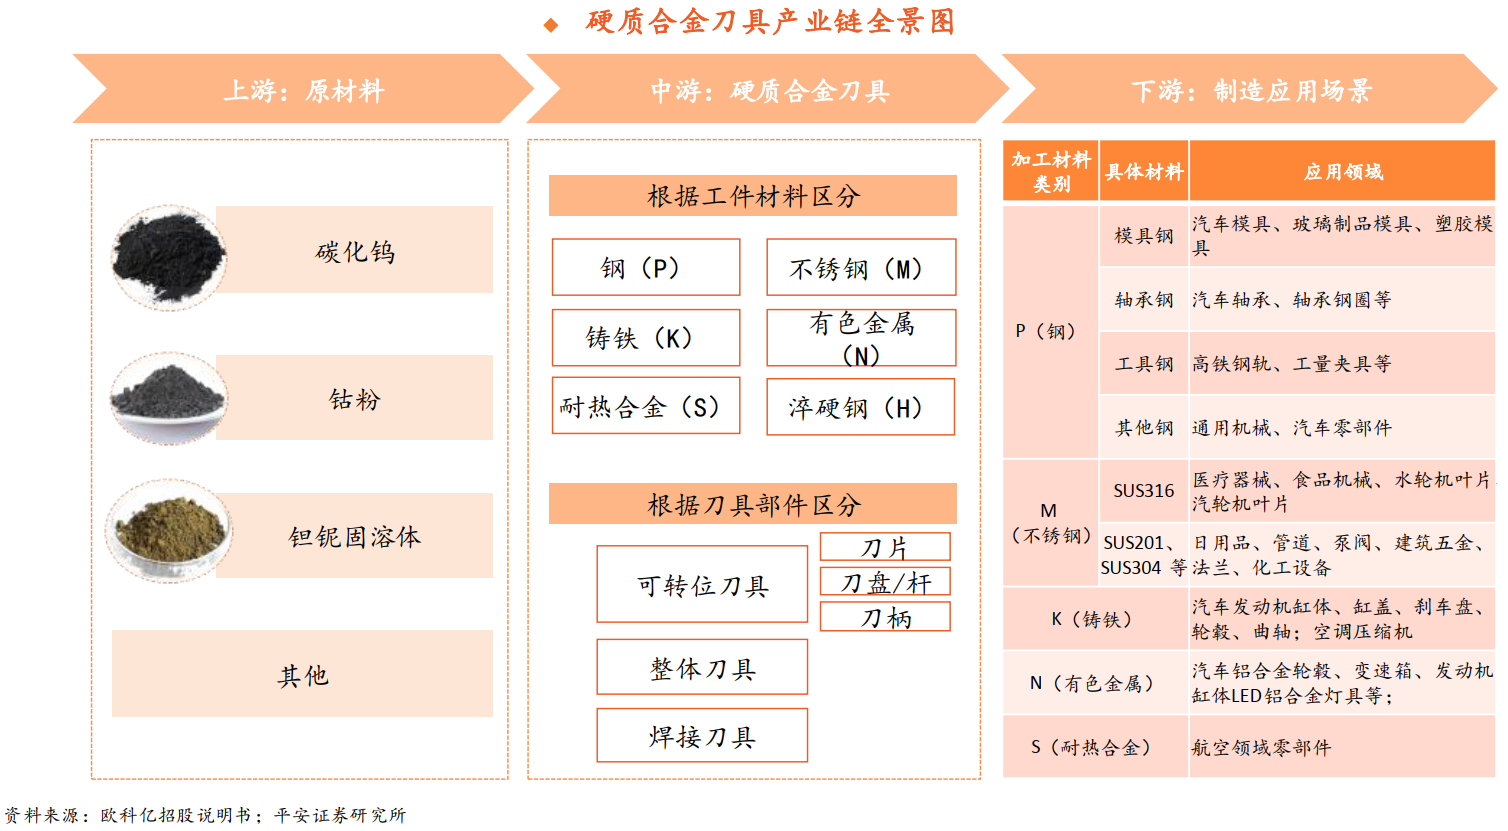 ◆ 硬质合金刀具产业链全景图
上游：原材料
中游：硬质合金刀具
下游：制造应用场景
碳化钨
钴粉
钽铌固溶体
其他
根据工件材料区分
钢（P）
不锈钢（M）
铸铁（K）
有色金属
（N）
耐热合金（S）
淬硬钢（H）
根据刀具部件区分
可转位刀具
刀片
刀盘/杆
刀柄
整体刀具
焊接刀具
加工材料
类别
具体材料
应用领域
P（钢）
模具钢
汽车模具、玻璃制品模具、塑胶模
具
轴承钢
汽车轴承、轴承钢圈等
工具钢
高铁钢轨、工量夹具等
其他钢
通用机械、汽车零部件
M
（不锈钢）
SUS316
医疗器械、食品机械、水轮机叶片、
汽轮机叶片
SUS201、
SUS304 等
日用品、管道、泵阀、建筑五金、
法兰、化工设备
K（铸铁）
汽车发动机缸体、缸盖、刹车盘、
轮毂、曲轴；空调压缩机
N（有色金属）
汽车铝合金轮毂、变速箱、发动机
缸体LED铝合金灯具等；
S（耐热合金）
航空领域零部件
资料来源：欧科亿招股说明书；平安证券研究所